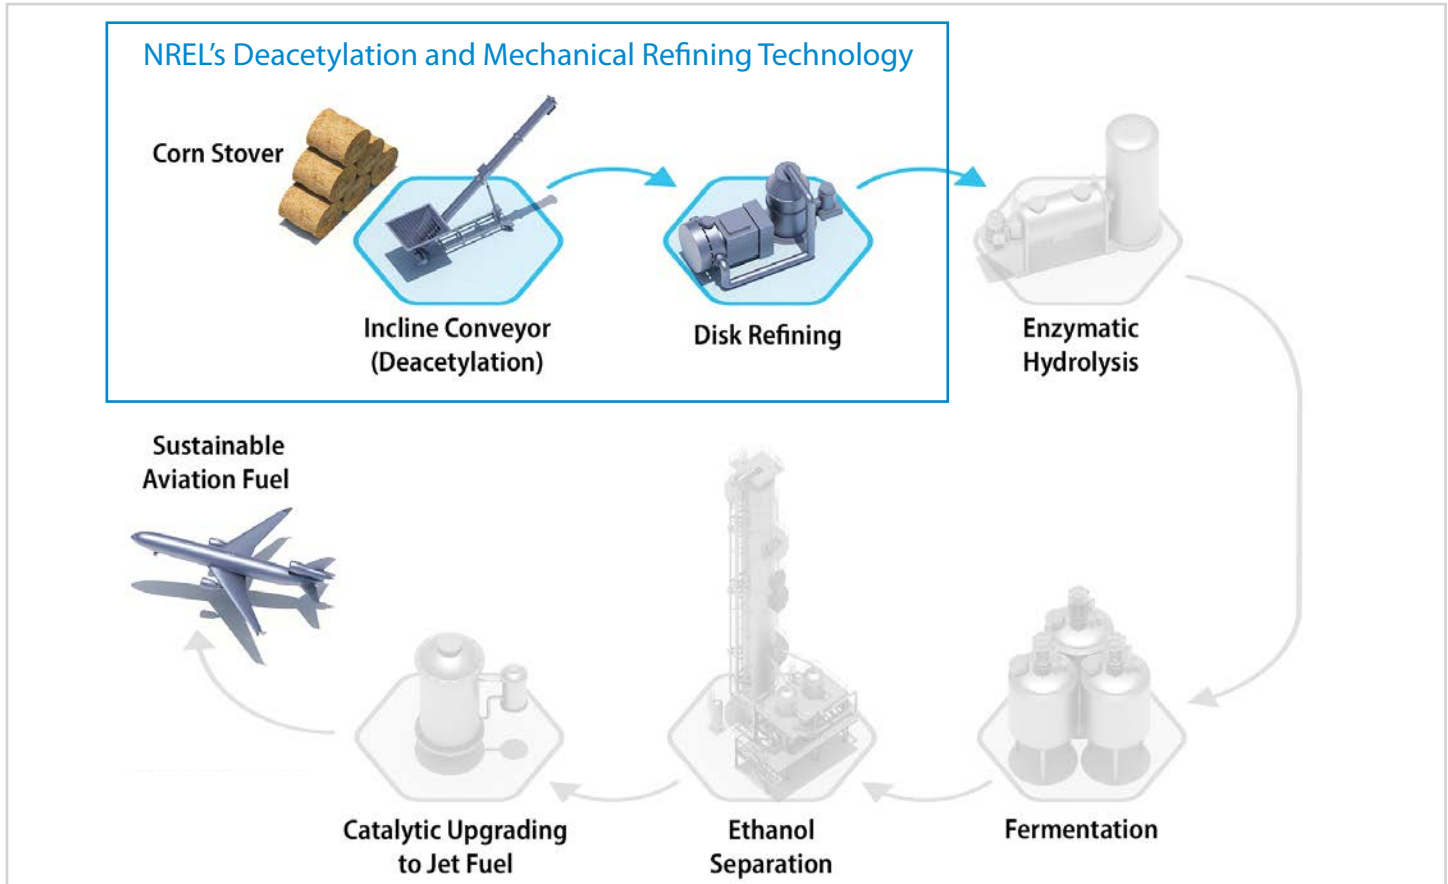 NREL's Deacetylation and Mechanical Refining Technology
Corn Stover
Incline Conveyor
(Deacetylation)
Disk Refining
Enzymatic
Hydrolysis
Sustainable
Aviation Fuel
Catalytic Upgrading
to Jet Fuel
Ethanol
Separation
Fermentation